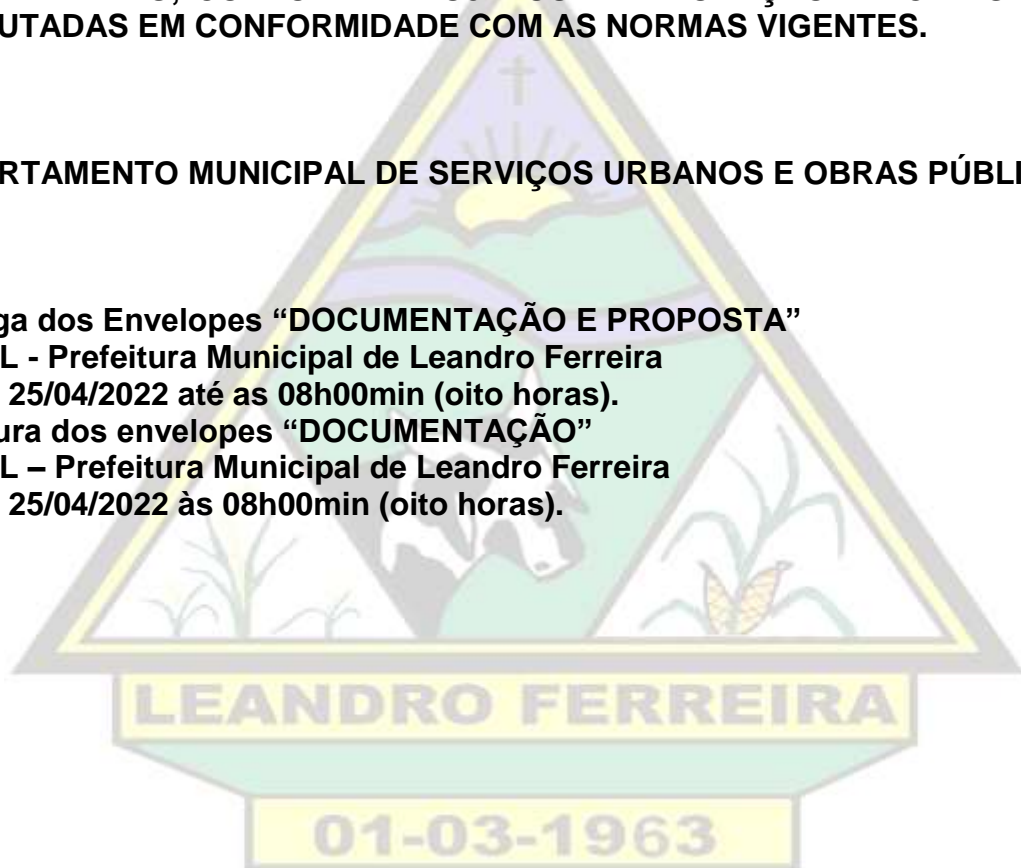 UTADAS EM CONFORMIDADE COM AS NORMAS VIGENTES.
RTAMENTO MUNICIPAL DE SERVIÇOS URBANOS E OBRAS PÚBLI
ga dos Envelopes “DOCUMENTAÇÃO E PROPOSTA”
L - Prefeitura Municipal de Leandro Ferreira
25/04/2022 até as 08h00min (oito horas).
ura dos envelopes “DOCUMENTAÇÃO”
L – Prefeitura Municipal de Leandro Ferreira
25/04/2022 às 08h00min (oito horas).
LEANDRO FERREIRA
01-03-1963